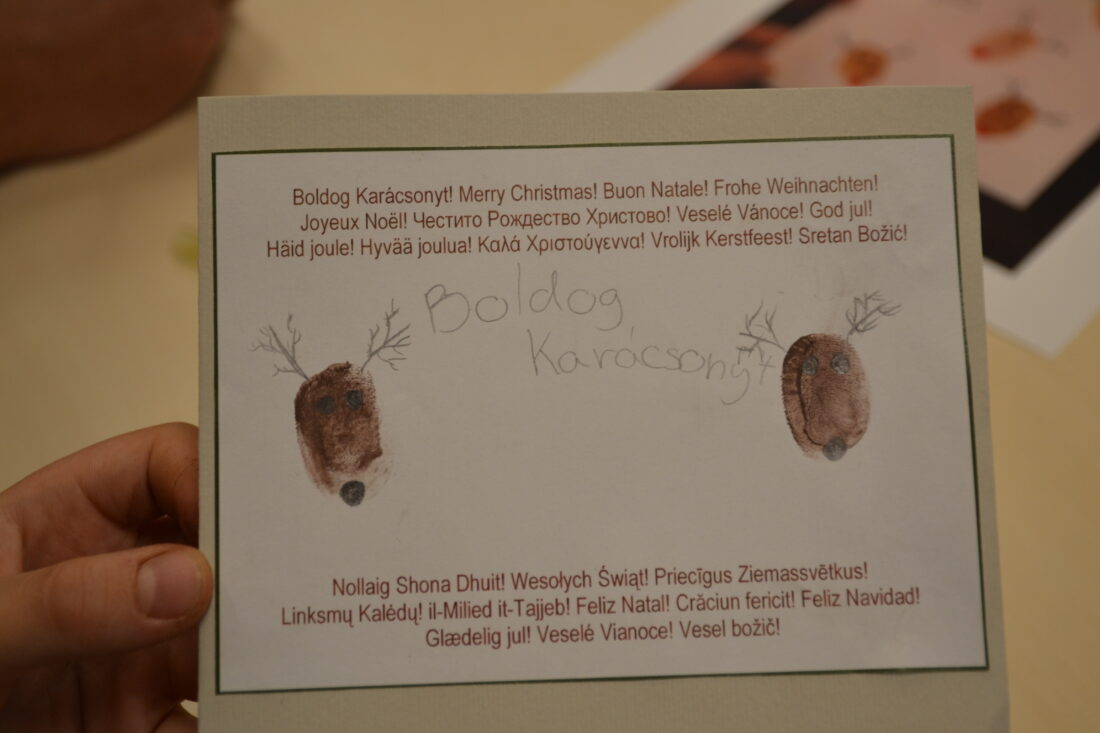 Boldog Karácsonyt! Merry Christmas! Buon Natale! Frohe Weihnachten!
Joyeux Noël! Честито Рождество Христово! Veselé Vánoce! God jul!
Häid joule! Hyvää joulua! Καλά Χριστούγεννα! Vrolijk Kerstfeest! Sretan Božić!
Boldog
Karácsonyt
Nollaig Shona Dhuit! Wesołych Świąt! Priecīgus Ziemassvētkus!
Linksmų Kalėdų! il-Milied it-Tajjeb! Feliz Natal! Crăciun fericit! Feliz Navidad!
Glædelig jul! Veselé Vianoce! Vesel božič!